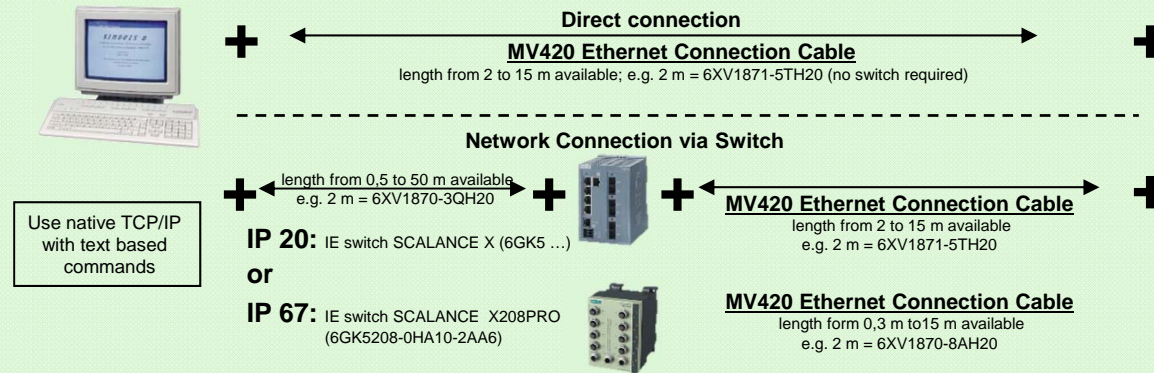 SIMATIC S
+
Direct connection
+
MV420 Ethernet Connection Cable
length from 2 to 15 m available; e.g. 2 m = 6XV1871-5TH20 (no switch required)
Network Connection via Switch
+
length from 0,5 to 50 m available
e.g. 2 m = 6XV1870-3QH20
+
+
MV420 Ethernet Connection Cable
length from 2 to 15 m available
e.g. 2 m = 6XV1871-5TH20
+
Use native TCP/IP
with text based
commands
IP 20: IE switch SCALANCE X (6GK5 …)
or
IP 67: IE switch SCALANCE X208PRO
(6GK5208-0HA10-2AA6)
MV420 Ethernet Connection Cable
length form 0,3 m to15 m available
e.g. 2 m = 6XV1870-8AH20